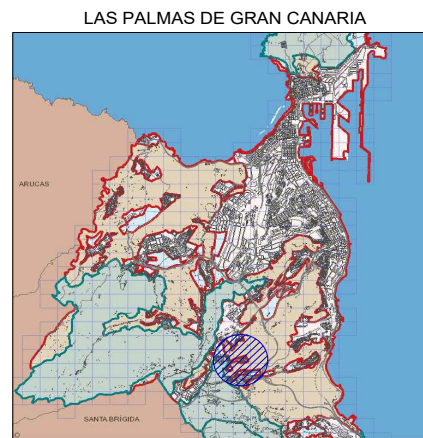 LAS PALMAS DE GRAN CANARIA
ARUCAS
SANTA BRÍGIDA
O